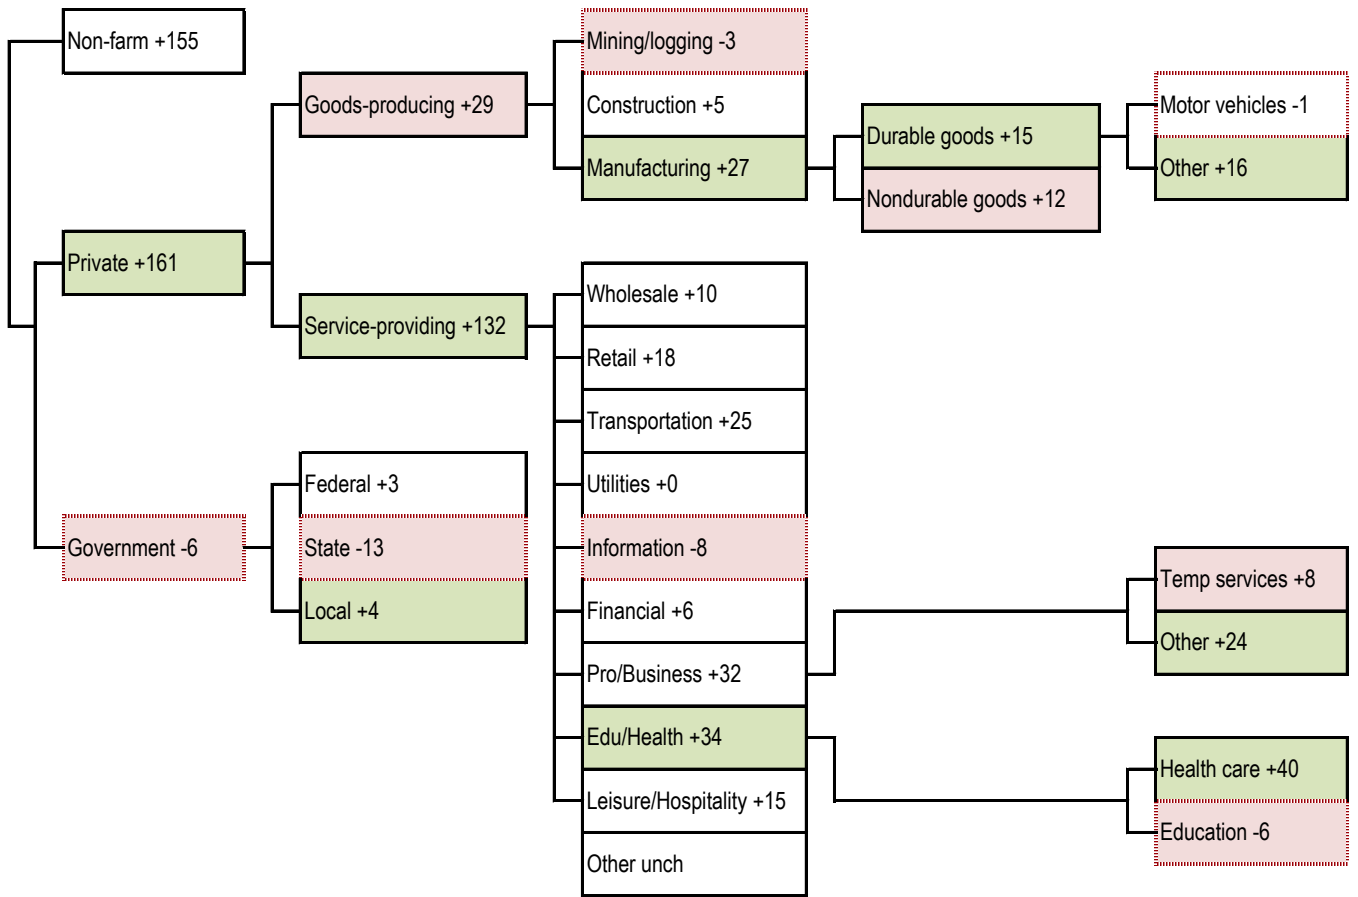 Non-farm +155
Private +161
Government -6
Goods-producing +29
Service-providing +132
Federal +3
State -13
Local +4
Mining/logging -3
Construction +5
Manufacturing +27
Wholesale +10
Retail +18
Transportation +25
Utilities +0
Information -8
Financial +6
Pro/Business +32
Edu/Health +34
Leisure/Hospitality +15
Other unch
Durable goods +15
Nondurable goods +12
Motor vehicles -1
Other +16
Temp services +8
Other +24
Health care +40
Education -6